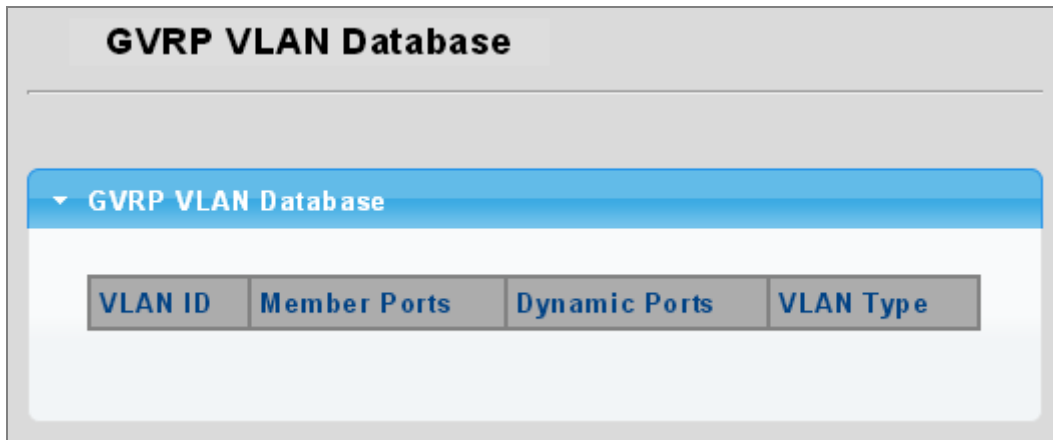 GVRP VLAN Database
GVRP VLAN Database
VLAN ID Member Ports Dynamic Ports VLAN Type